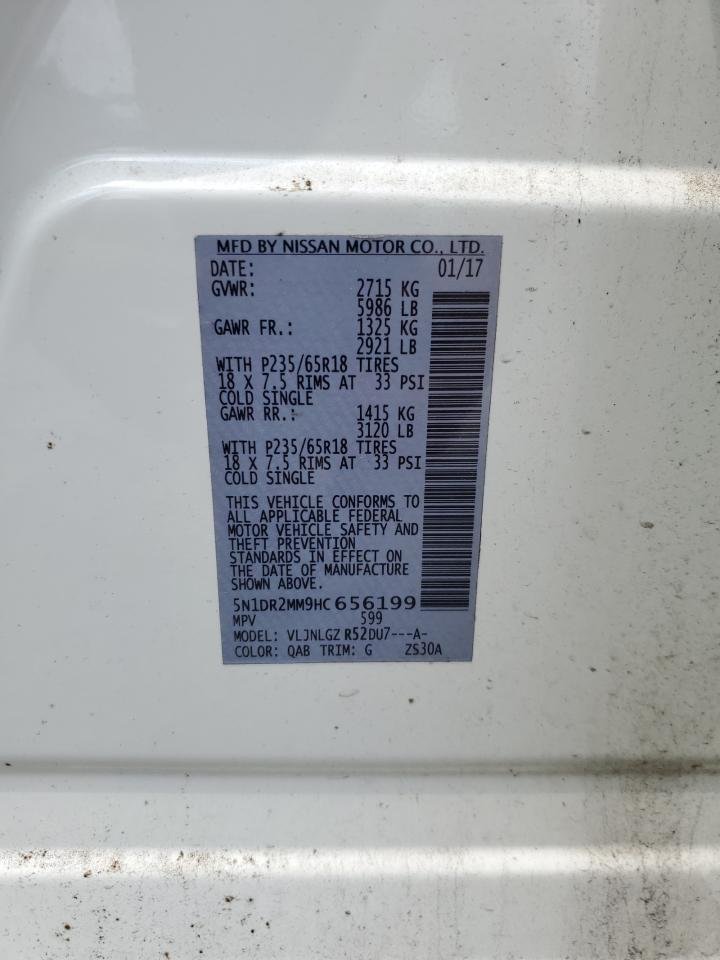 MFD BY NISSAN MOTOR CO., LTD.
DATE: 01/17
GVWR: 2715 KG
5986 LB
GAWR FR.: 1325 KG
2921 LB
WITH P235/65R18 TIRES
18 X 7.5 RIMS AT 33 PSI
COLD SINGLE
GAWR RR.: 1415 KG
3120 LB
WITH P235/65R18 TIRES
18 X 7.5 RIMS AT 33 PSI
COLD SINGLE
THIS VEHICLE CONFORMS TO
ALL APPLICABLE FEDERAL
MOTOR VEHICLE SAFETY AND
THEFT PREVENTION
STANDARDS IN EFFECT ON
THE DATE OF MANUFACTURE
SHOWN ABOVE.
5N1DR2MM9HC656199
MPV 599
MODEL: VLJNLGZ R52DU7---A-
COLOR: QAB TRIM: G ZS30A